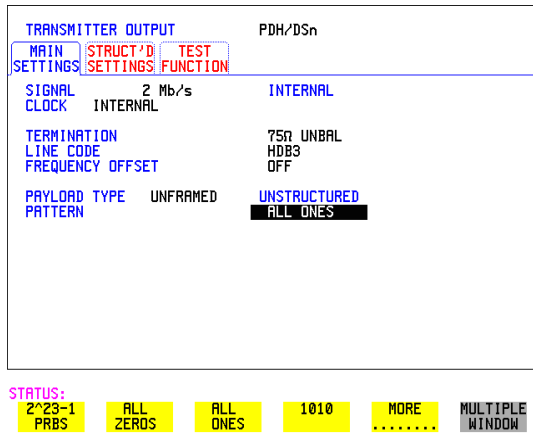 TRANSMITTER OUTPUT PDH/DSn
MAIN SETTINGS STRUCT'D SETTINGS TEST FUNCTION
SIGNAL 2 Mb/s INTERNAL
CLOCK INTERNAL
TERMINATION 75Ω UNBAL
LINE CODE HDB3
FREQUENCY OFFSET OFF
PAYLOAD TYPE UNFRAMED UNSTRUCTURED
PATTERN ALL ONES
STATUS:
2^23-1 PRBS ALL ZEROS ALL ONES 1010 MORE ........ MULTIPLE WINDOW